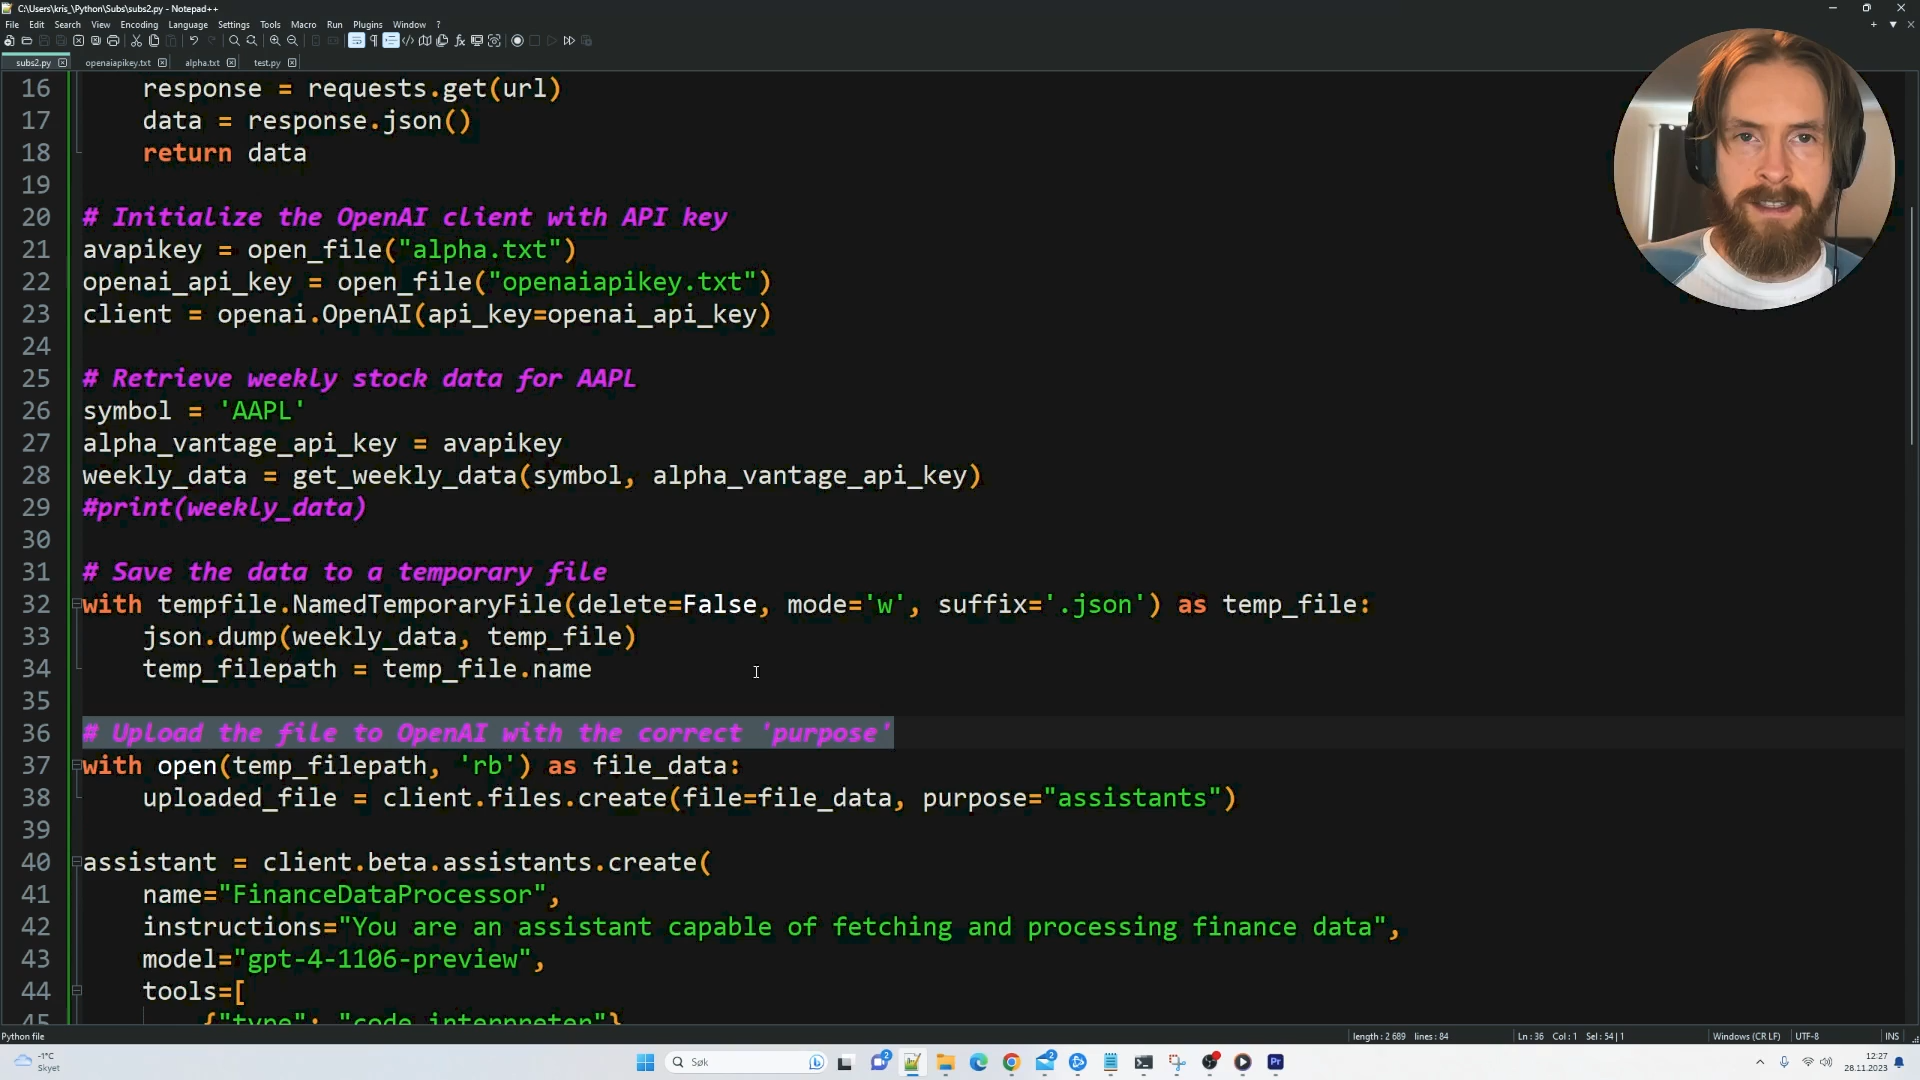 C:\Users\kris_\Python\Subs\subs2.py - Notepad++
File Edit Search View Encoding Language Settings Tools Macro Run Plugins Window ?
subs2.py openaiapikey.txt alpha.txt test.py
16 response = requests.get(url)
17 data = response.json()
18 return data
19
20 # Initialize the OpenAI client with API key
21 avapikey = open_file("alpha.txt")
22 openai_api_key = open_file("openaiapikey.txt")
23 client = openai.OpenAI(api_key=openai_api_key)
24
25 # Retrieve weekly stock data for AAPL
26 symbol = 'AAPL'
27 alpha_vantage_api_key = avapikey
28 weekly_data = get_weekly_data(symbol, alpha_vantage_api_key)
29 #print(weekly_data)
30
31 # Save the data to a temporary file
32 with tempfile.NamedTemporaryFile(delete=False, mode='w', suffix='.json') as temp_file:
33 json.dump(weekly_data, temp_file)
34 temp_filepath = temp_file.name
35
36 # Upload the file to OpenAI with the correct 'purpose'
37 with open(temp_filepath, 'rb') as file_data:
38 uploaded_file = client.files.create(file=file_data, purpose="assistants")
39
40 assistant = client.beta.assistants.create(
41 name="FinanceDataProcessor",
42 instructions="You are an assistant capable of fetching and processing finance data",
43 model="gpt-4-1106-preview",
44 tools=[
45 {"type": "code_interpreter"}
Python file length : 2 689 lines : 84 Ln : 36 Col : 1 Sel : 54 | 1 Windows (CR LF) UTF-8 INS
-1°C
Skyet
Søk
2
2
Pr
12:27
28.11.2023